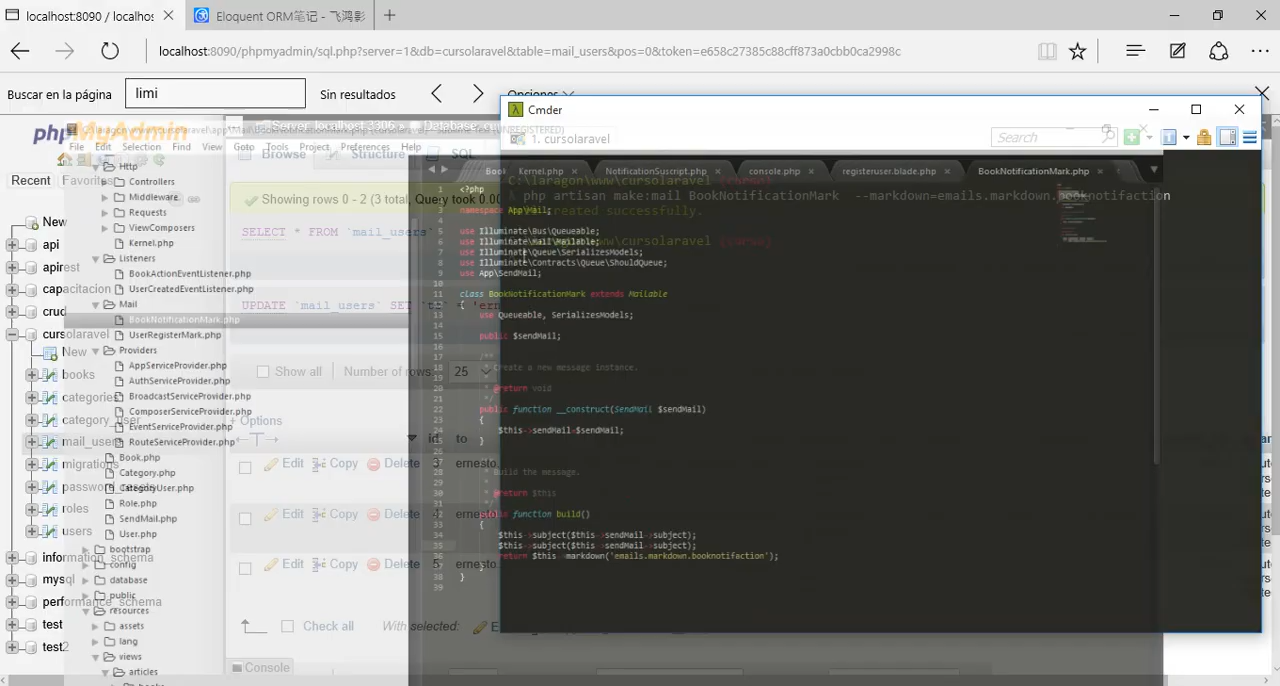 localhost:8090 / localhos
Eloquent ORM笔记 - 飞鸿影
localhost:8090/phpmyadmin/sql.php?server=1&db=cursolaravel&table=mail_users&pos=0&token=e658c27385c88cff873a0cbb0ca2998c
Buscar en la página
limi
Sin resultados
Opciones
Cmder
phpMyAdmin
Server: localhost:3306
Database:
1. cursolaravel
Search
File Edit Selection Find View Goto Tools Project Preferences Help
Browse Structure SQL
Recent Favorites
Kernel.php
NotificationSuscript.php
console.php
registeruser.blade.php
BookNotificationMark.php
Http
Controllers
Middleware
Requests
ViewComposers
Kernel.php
Listeners
BookActionEventListener.php
UserCreatedEventListener.php
Mail
BookNotificationMark.php
UserRegisterMark.php
Providers
AppServiceProvider.php
AuthServiceProvider.php
BroadcastServiceProvider.php
ComposerServiceProvider.php
EventServiceProvider.php
RouteServiceProvider.php
Book.php
Category.php
CategoryUser.php
Role.php
SendMail.php
User.php
bootstrap
config
database
public
resources
assets
lang
views
articles
New
api
apirest
capacitacion
crud
cursolaravel
New
books
categories
category_user
mail_users
migrations
roles
users
information_schema
mysql
performance_schema
test
test2
Showing rows 0 - 2 (3 total, Query took 0.00
SELECT * FROM `mail_users`
UPDATE `mail_users` SET
Show all
Number of rows:
25
+ Options
id to
Edit Copy Delete 3 ernesto
Edit Copy Delete 4 ernesto
Edit Copy Delete 5 ernesto.
Check all
With selected:
Console
C:\laragon\www\cursolaravel (curso)
λ php artisan make:mail BookNotificationMark --markdown=emails.markdown.booknotifaction
created successfully.
<?php
namespace App\Mail;
use Illuminate\Bus\Queueable;
use Illuminate\Mail\Mailable;
use Illuminate\Queue\SerializesModels;
use Illuminate\Contracts\Queue\ShouldQueue;
use App\SendMail;
class BookNotificationMark extends Mailable
{
use Queueable, SerializesModels;
public $sendMail;
/**
* Create a new message instance.
*
* @return void
*/
public function __construct(SendMail $sendMail)
{
$this->sendMail=$sendMail;
}
* Build the message.
*
* @return $this
*/
public function build()
{
$this->subject($this->sendMail->subject);
$this->subject($this->sendMail->subject);
return $this->markdown('emails.markdown.booknotifaction');
}